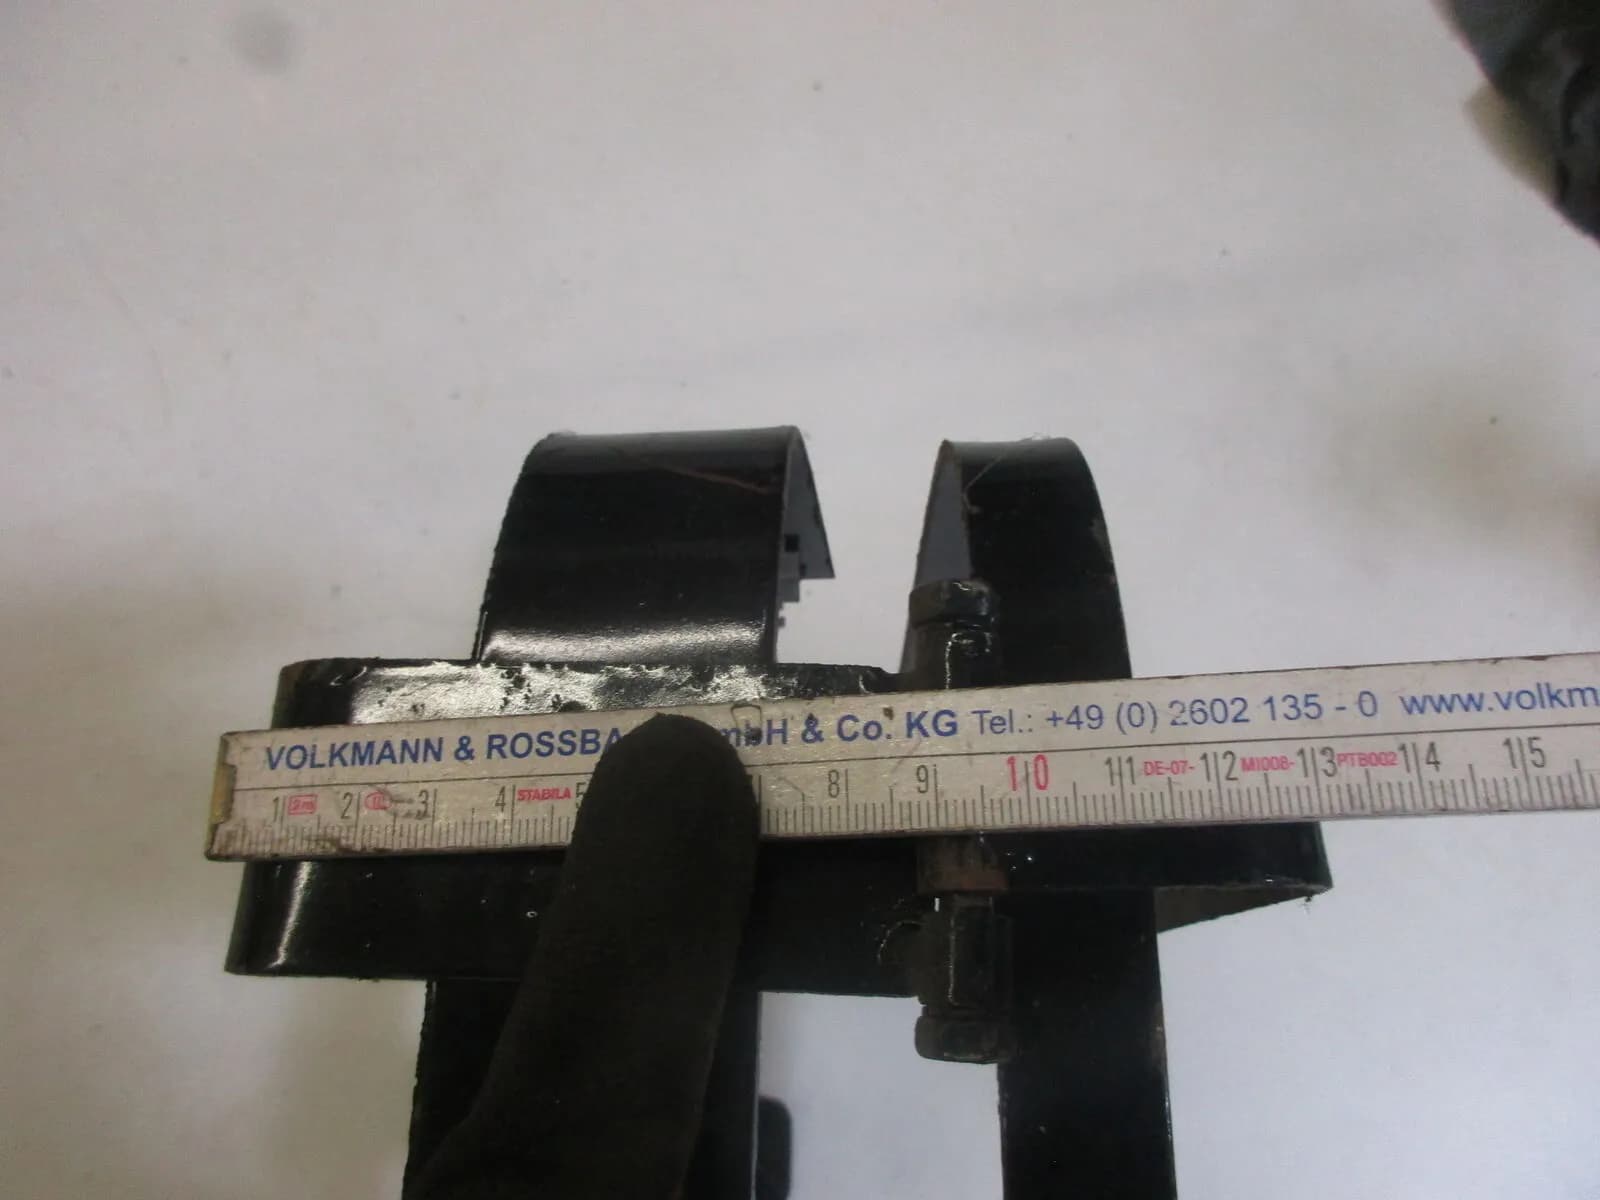 VOLKMANN & ROSSBA mbH & Co. KG Tel.: +49 (0) 2602 135 - 0 www.volkm
1 2m 2 3 4 STABILA 5 8 9 10 11 DE-07- 12 MI008- 13 PTB002 14 15